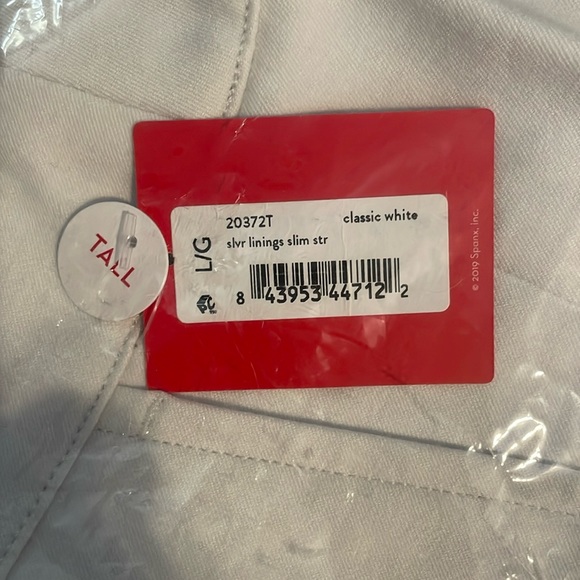 TALL
L/G
20372T classic white
slvr linings slim str
8 43953 44712 2
© 2019 Spanx, Inc.